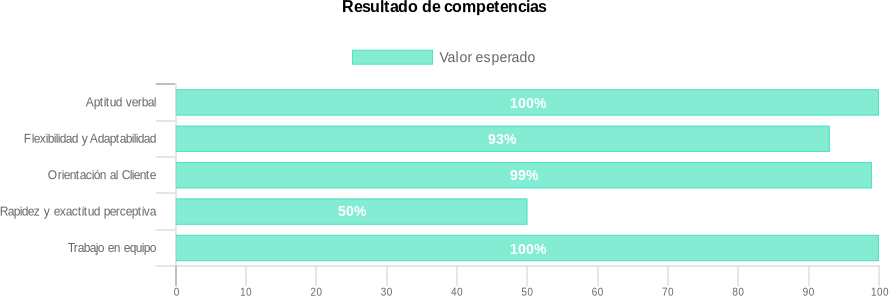 Resultado de competencias
Valor esperado
Aptitud verbal 100%
Flexibilidad y Adaptabilidad 93%
Orientación al Cliente 99%
Rapidez y exactitud perceptiva 50%
Trabajo en equipo 100%
0 10 20 30 40 50 60 70 80 90 100